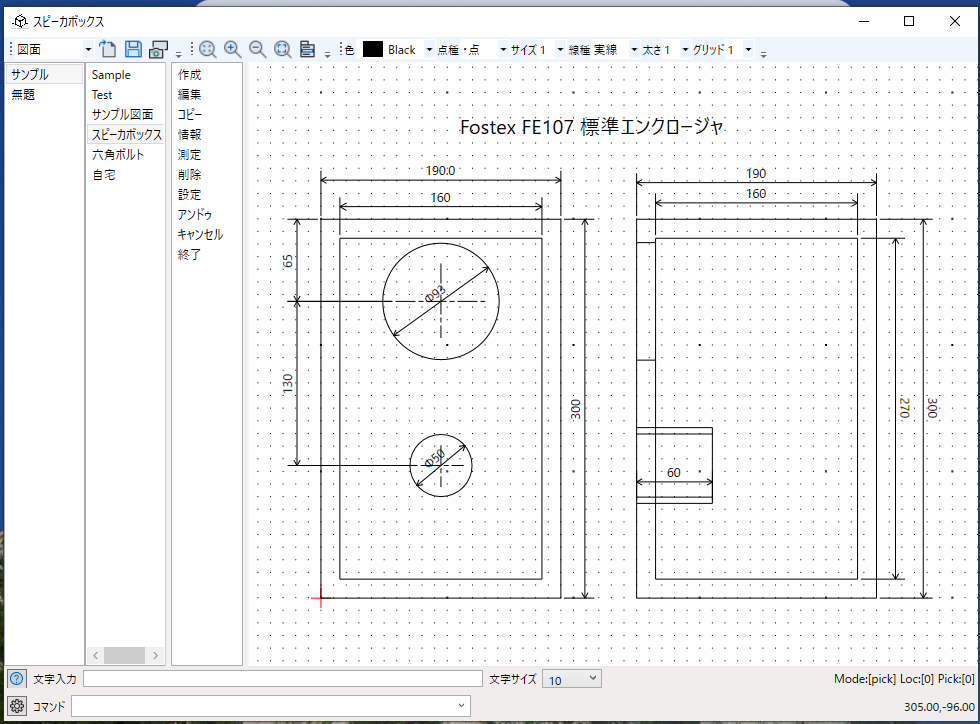 スピーカボックス
図面 色 Black 点種・点 サイズ 1 線種 実線 太さ 1 グリッド 1
サンプル
無題
Sample
Test
サンプル図面
スピーカボックス
六角ボルト
自宅
作成
編集
コピー
情報
測定
削除
設定
アンドゥ
キャンセル
終了
Fostex FE107 標準エンクロージャ
190.0
160
65
Φ93
130
Φ50
300
190
160
60
270
300
文字入力 文字サイズ 10 Mode:[pick] Loc:[0] Pick:[0]
コマンド 305.00,-96.00